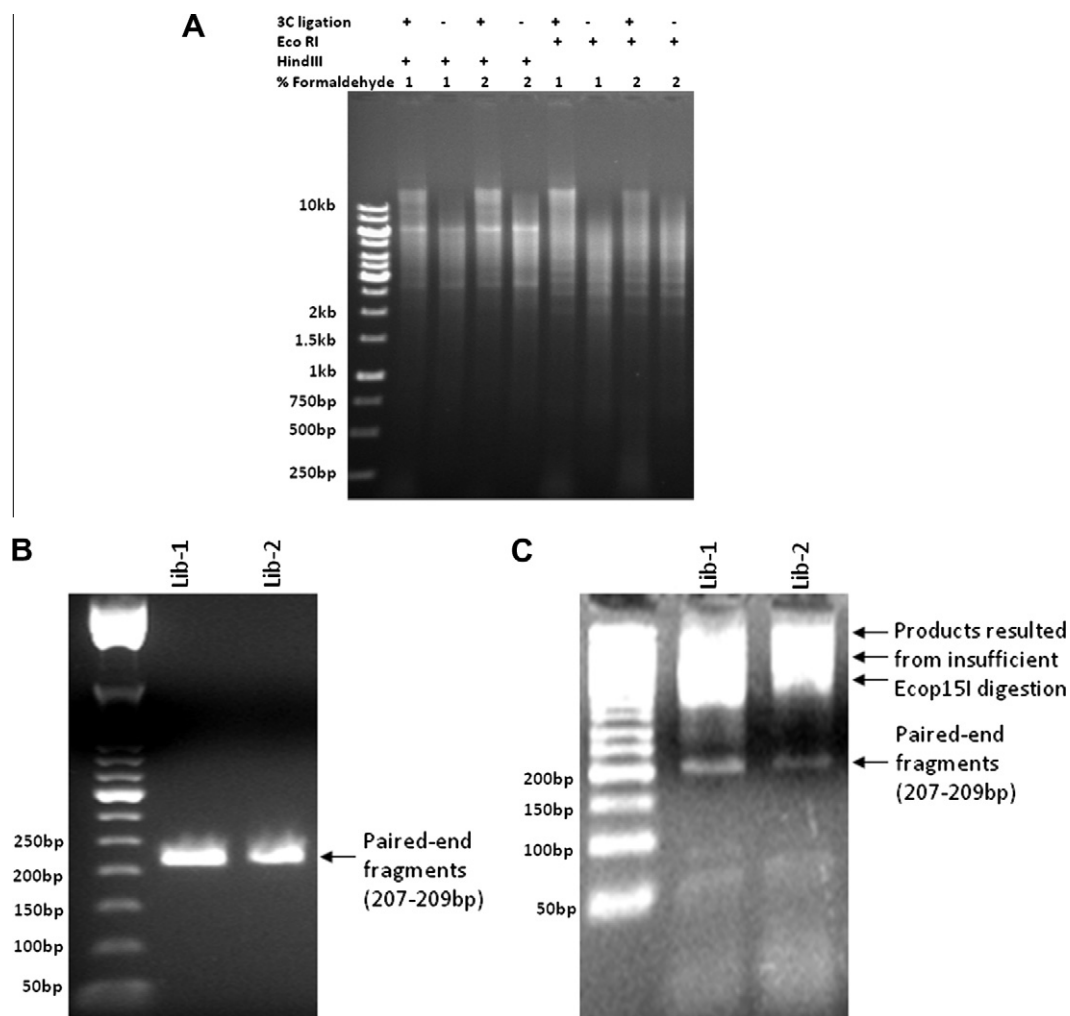 A
3C ligation + - + - + - + -
Eco RI + + + +
HindIII + + + +
% Formaldehyde 1 1 2 2 1 1 2 2
10kb
2kb
1.5kb
1kb
750bp
500bp
250bp
B
Lib-1
Lib-2
250bp
200bp
150bp
100bp
50bp
Paired-end
fragments
(207-209bp)
C
Lib-1
Lib-2
200bp
150bp
100bp
50bp
Products resulted
from insufficient
Ecop15I digestion
Paired-end
fragments
(207-209bp)